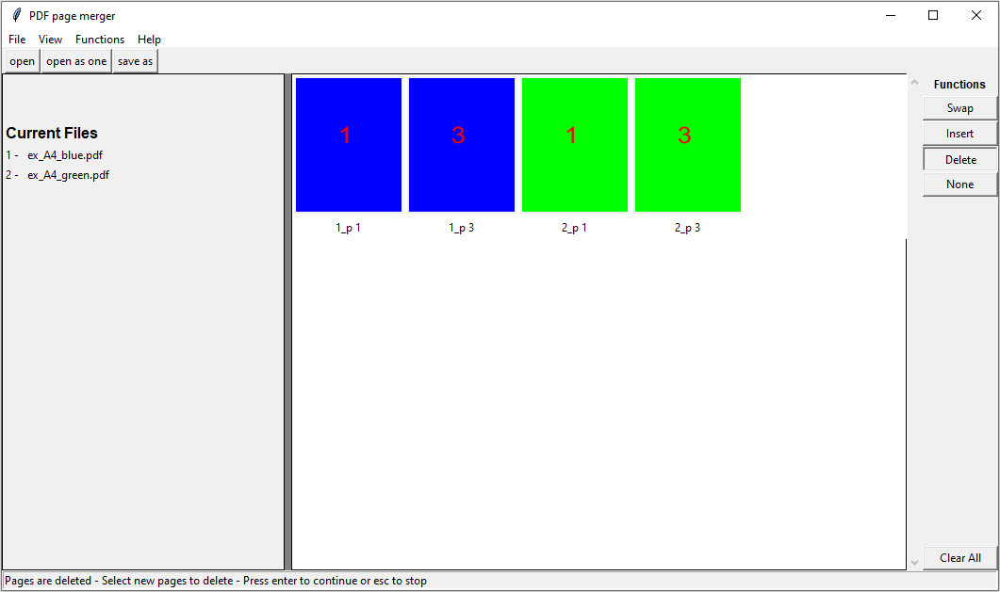 PDF page merger
File View Functions Help
open open as one save as
Current Files
1 - ex_A4_blue.pdf
2 - ex_A4_green.pdf
1 3 1 3
1_p 1 1_p 3 2_p 1 2_p 3
Functions
Swap
Insert
Delete
None
Clear All
Pages are deleted - Select new pages to delete - Press enter to continue or esc to stop